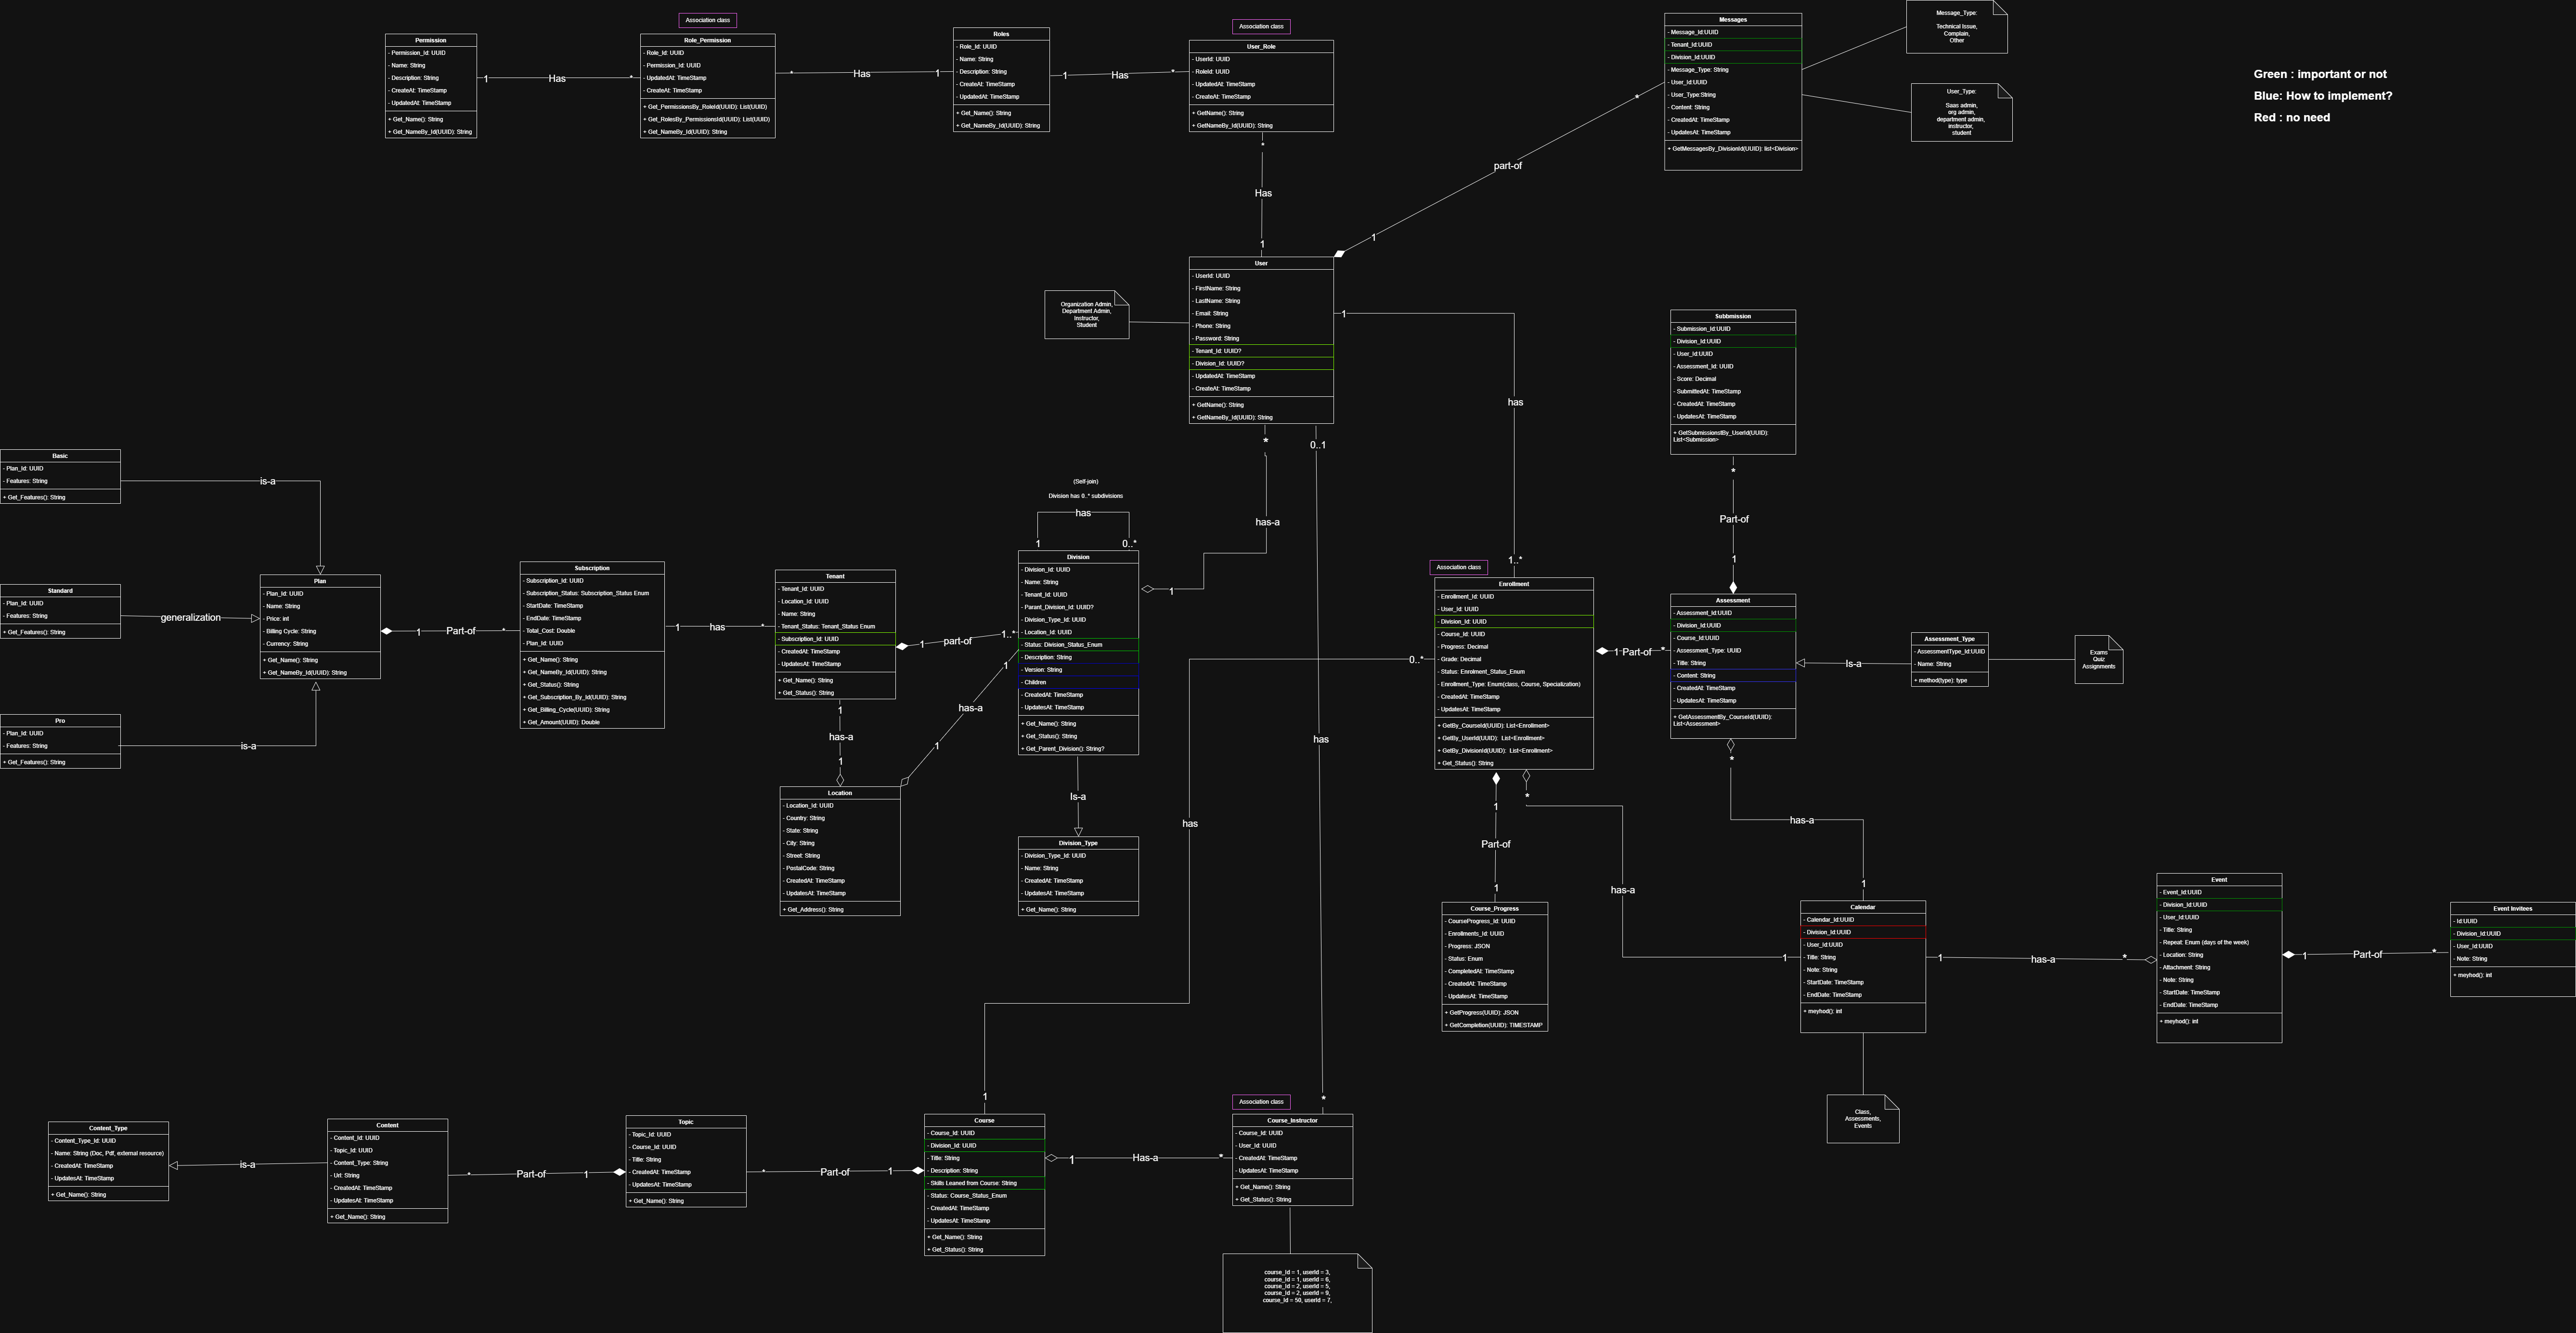 Association class
Permission
- Permission_Id: UUID
- Name: String
- Description: String
- CreateAt: TimeStamp
- UpdatedAt: TimeStamp
+ Get_Name(): String
+ Get_NameBy_Id(UUID): String
1
Has
*
Role_Permission
- Role_Id: UUID
- Permission_Id: UUID
- UpdatedAt: TimeStamp
- CreateAt: TimeStamp
+ Get_PermissionsBy_RoleId(UUID): List(UUID)
+ Get_RolesBy_PermissionsId(UUID): List(UUID)
+ Get_NameBy_Id(UUID): String
*
Has
1
Roles
- Role_Id: UUID
- Name: String
- Description: String
- CreateAt: TimeStamp
- UpdatedAt: TimeStamp
+ Get_Name(): String
+ Get_NameBy_Id(UUID): String
1
Has
*
Association class
User_Role
- UserId: UUID
- RoleId: UUID
- UpdatedAt: TimeStamp
- CreateAt: TimeStamp
+ GetName(): String
+ GetNameBy_Id(UUID): String
*
Has
1
Messages
- Message_Id:UUID
- Tenant_Id:UUID
- Division_Id:UUID
- Message_Type: String
- User_Id:UUID
- User_Type:String
- Content: String
- CreatedAt: TimeStamp
- UpdatesAt: TimeStamp
+ GetMessagesBy_DivisionId(UUID): list<Division>
*
part-of
1
Message_Type:
Technical Issue,
Complain,
Other
User_Type:
Saas admin,
org admin,
department admin,
instructor,
student
Green : important or not
Blue: How to implement?
Red : no need
User
- UserId: UUID
- FirstName: String
- LastName: String
- Email: String
- Phone: String
- Password: String
- Tenant_Id: UUID?
- Division_Id: UUID?
- UpdatedAt: TimeStamp
- CreateAt: TimeStamp
+ GetName(): String
+ GetNameBy_Id(UUID): String
Organization Admin,
Department Admin,
Instructor,
Student
1
has
1..*
*
has-a
1
0..1
has
*
Subbmission
- Submission_Id:UUID
- Division_Id:UUID
- User_Id:UUID
- Assessment_Id: UUID
- Score: Decimal
- SubmittedAt: TimeStamp
- CreatedAt: TimeStamp
- UpdatesAt: TimeStamp
+ GetSubmissionstBy_UserId(UUID):
List<Submission>
*
Part-of
1
Basic
- Plan_Id: UUID
- Features: String
+ Get_Features(): String
is-a
Standard
- Plan_Id: UUID
- Features: String
+ Get_Features(): String
generalization
Pro
- Plan_Id: UUID
- Features: String
+ Get_Features(): String
is-a
Plan
- Plan_Id: UUID
- Name: String
- Price: int
- Billing Cycle: String
- Currency: String
+ Get_Name(): String
+ Get_NameBy_Id(UUID): String
1
Part-of
*
Subscription
- Subscription_Id: UUID
- Subscription_Status: Subscription_Status Enum
- StartDate: TimeStamp
- EndDate: TimeStamp
- Total_Cost: Double
- Plan_Id: UUID
+ Get_Name(): String
+ Get_NameBy_Id(UUID): String
+ Get_Status(): String
+ Get_Subscription_By_Id(UUID): String
+ Get_Billing_Cycle(UUID): String
+ Get_Amount(UUID): Double
1
has
*
Tenant
- Tenant_Id: UUID
- Location_Id: UUID
- Name: String
- Tenant_Status: Tenant_Status Enum
- Subscription_Id: UUID
- CreatedAt: TimeStamp
- UpdatesAt: TimeStamp
+ Get_Name(): String
+ Get_Status(): String
1
part-of
1..*
1
has-a
1
(Self-join)
Division has 0..* subdivisions
has
1
0..*
Division
- Division_Id: UUID
- Name: String
- Tenant_Id: UUID
- Parant_Division_Id: UUID?
- Division_Type_Id: UUID
- Location_Id: UUID
- Status: Division_Status_Enum
- Description: String
- Version: String
- Children
- CreatedAt: TimeStamp
- UpdatesAt: TimeStamp
+ Get_Name(): String
+ Get_Status(): String
+ Get_Parent_Division(): String?
1
has-a
1
Is-a
Location
- Location_Id: UUID
- Country: String
- State: String
- City: String
- Street: String
- PostalCode: String
- CreatedAt: TimeStamp
- UpdatesAt: TimeStamp
+ Get_Address(): String
Division_Type
- Division_Type_Id: UUID
- Name: String
- CreatedAt: TimeStamp
- UpdatesAt: TimeStamp
+ Get_Name(): String
Association class
Enrollment
- Enrollment_Id: UUID
- User_Id: UUID
- Division_Id: UUID
- Course_Id: UUID
- Progress: Decimal
- Grade: Decimal
- Status: Enrolment_Status_Enum
- Enrollment_Type: Enum(class, Course, Specialization)
- CreatedAt: TimeStamp
- UpdatesAt: TimeStamp
+ GetBy_CourseId(UUID): List<Enrollment>
+ GetBy_UserId(UUID): List<Enrollment>
+ GetBy_DivisionId(UUID): List<Enrollment>
+ Get_Status(): String
0..*
has
1
1 Part-of
*
1
Part-of
1
*
has-a
1
Assessment
- Assessment_Id:UUID
- Division_Id:UUID
- Course_Id:UUID
- Assessment_Type: UUID
- Title: String
- Content: String
- CreatedAt: TimeStamp
- UpdatesAt: TimeStamp
+ GetAssessmentBy_CourseId(UUID):
List<Assessment>
Is-a
Assessment_Type
- AssessmentType_Id:UUID
- Name: String
+ method(type): type
Exams
Quiz
Assignments
*
has-a
1
Course_Progress
- CourseProgress_Id: UUID
- Enrollments_Id: UUID
- Progress: JSON
- Status: Enum
- CompletedAt: TimeStamp
- CreatedAt: TimeStamp
- UpdatesAt: TimeStamp
+ GetProgress(UUID): JSON
+ GetCompletion(UUID): TIMESTAMP
Calendar
- Calendar_Id:UUID
- Division_Id:UUID
- User_Id:UUID
- Title: String
- Note: String
- StartDate: TimeStamp
- EndDate: TimeStamp
+ meyhod(): int
Class,
Assessments,
Events
1
has-a
*
Event
- Event_Id:UUID
- Division_Id:UUID
- User_Id:UUID
- Title: String
- Repeat: Enum (days of the week)
- Location: String
- Attachment: String
- Note: String
- StartDate: TimeStamp
- EndDate: TimeStamp
+ meyhod(): int
1
Part-of
*
Event Invitees
- Id:UUID
- Division_Id:UUID
- User_Id:UUID
- Note: String
+ meyhod(): int
Content_Type
- Content_Type_Id: UUID
- Name: String (Doc, Pdf, external resource)
- CreatedAt: TimeStamp
- UpdatesAt: TimeStamp
+ Get_Name(): String
is-a
Content
- Content_Id: UUID
- Topic_Id: UUID
- Content_Type: String
- Url: String
- CreatedAt: TimeStamp
- UpdatesAt: TimeStamp
+ Get_Name(): String
*
Part-of
1
Topic
- Topic_Id: UUID
- Course_Id: UUID
- Title: String
- CreatedAt: TimeStamp
- UpdatesAt: TimeStamp
+ Get_Name(): String
*
Part-of
1
Course
- Course_Id: UUID
- Division_Id: UUID
- Title: String
- Description: String
- Skills Leaned from Course: String
- Status: Course_Status_Enum
- CreatedAt: TimeStamp
- UpdatesAt: TimeStamp
+ Get_Name(): String
+ Get_Status(): String
1
Has-a
*
Association class
Course_Instructor
- Course_Id: UUID
- User_Id: UUID
- CreatedAt: TimeStamp
- UpdatesAt: TimeStamp
+ Get_Name(): String
+ Get_Status(): String
course_Id = 1, userId = 3,
course_Id = 1, userId = 6,
course_Id = 2, userId = 5,
course_Id = 2, userId = 9,
course_Id = 50, userId = 7,